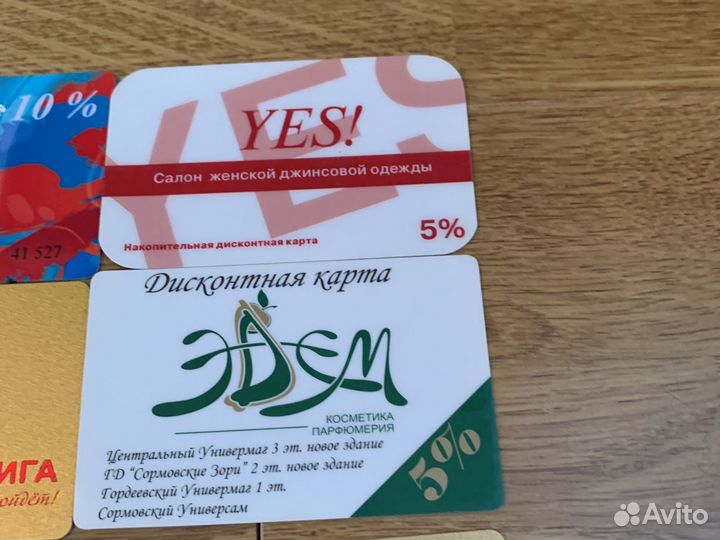 10 %
41 527
YES
YES!
Салон женской джинсовой одежды
5%
Накопительная дисконтная карта
Дисконтная карта
ЭДЕМ
КОСМЕТИКА
ПАРФЮМЕРИЯ
Центральный Универмаг 3 эт. новое здание
ГД "Сормовские Зори" 2 эт. новое здание
Гордеевский Универмаг 1 эт.
Сормовский Универсам
5%
ИГА
ойдёт!
Avito